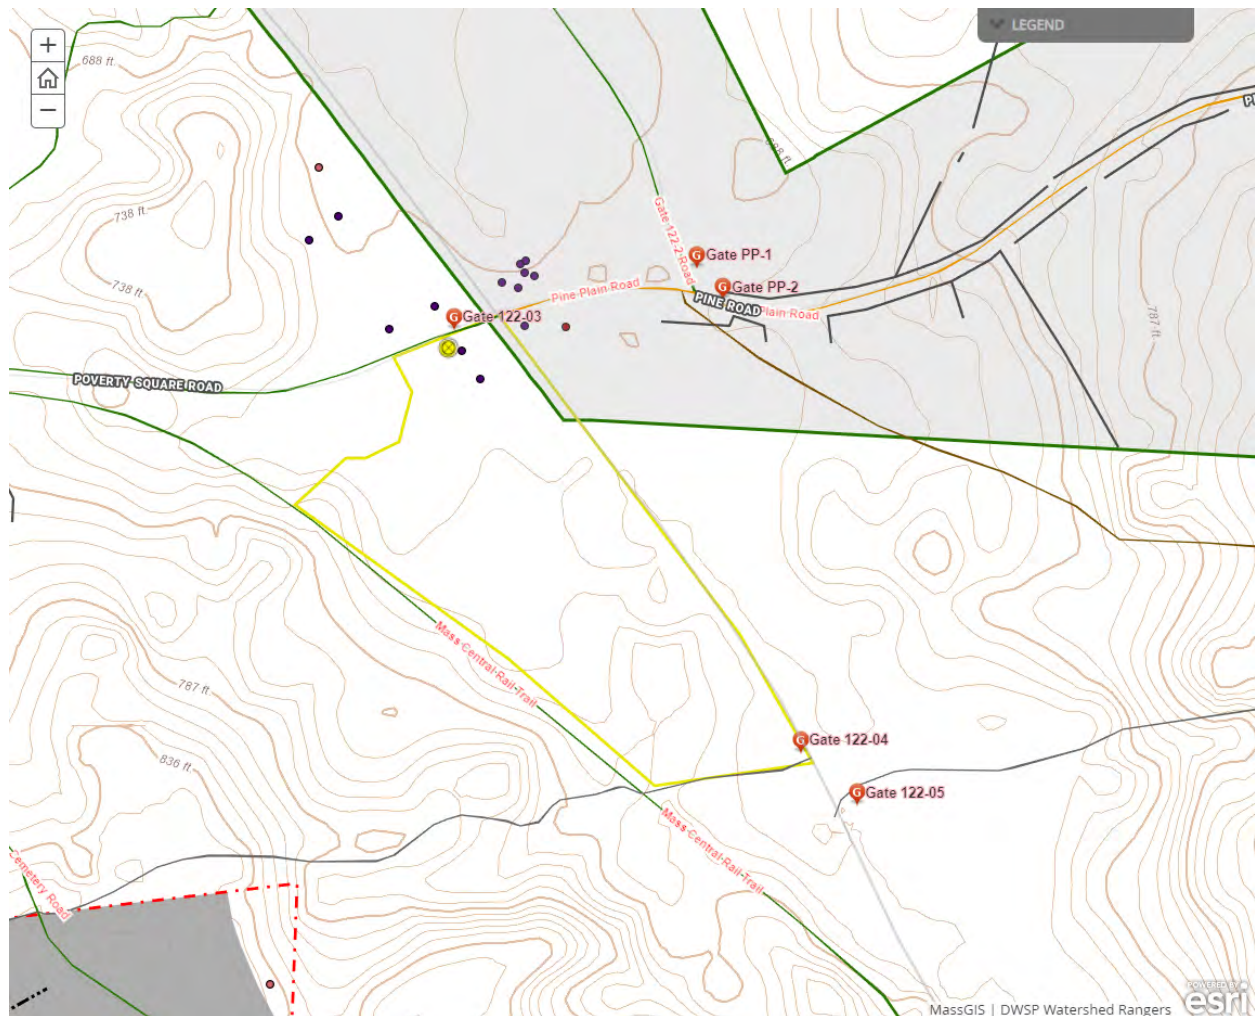 LEGEND
+
688 ft.
738 ft.
738 ft.
688 ft.
Gate 122-2 Road
Gate PP-1
Gate PP-2
Pine Plain Road
PINE ROAD
Plain Road
Gate 122-03
POVERTY SQUARE ROAD
787 ft.
Mass Central Rail Trail
787 ft.
836 ft.
Gate 122-04
Gate 122-05
Mass Central Rail Trail
Cemetery Road
MassGIS | DWSP Watershed Rangers
POWERED BY
esri